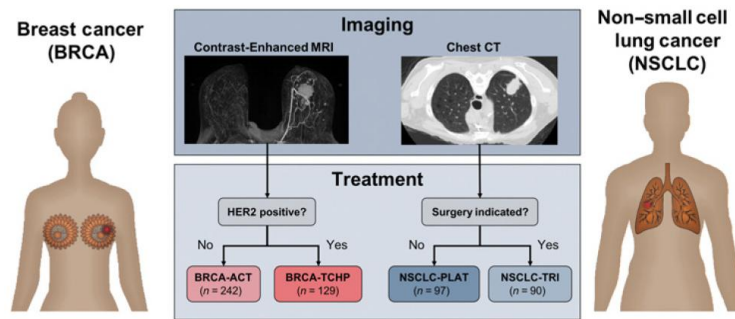 Breast cancer
(BRCA)
Imaging
Contrast-Enhanced MRI
Chest CT
Non–small cell
lung cancer
(NSCLC)
Treatment
HER2 positive?
Surgery indicated?
No
Yes
No
Yes
BRCA-ACT
(n = 242)
BRCA-TCHP
(n = 129)
NSCLC-PLAT
(n = 97)
NSCLC-TRI
(n = 90)